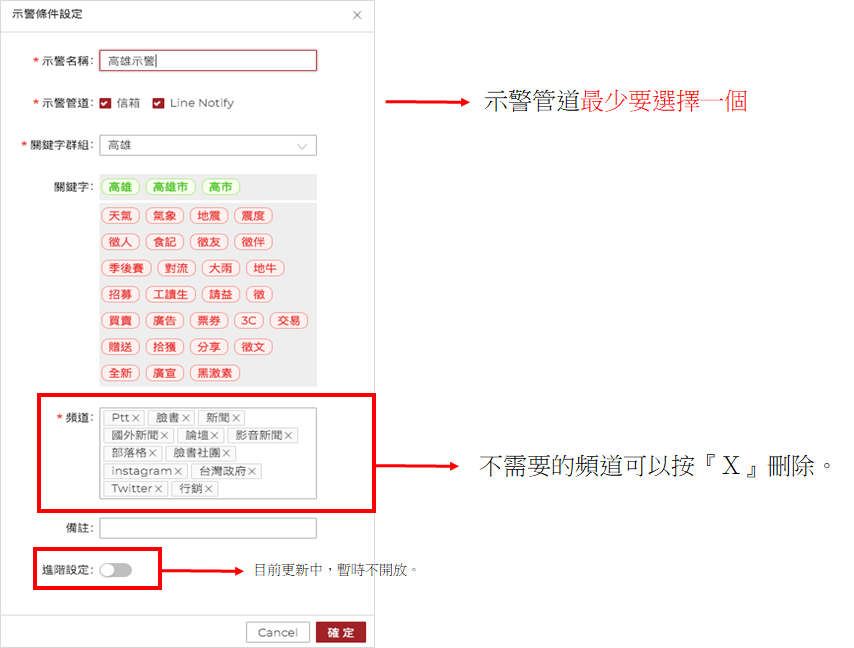 示警條件設定 ×
* 示警名稱: 高雄示警
* 示警管道: 信箱 Line Notify
示警管道最少要選擇一個
* 關鍵字群組: 高雄
關鍵字: 高雄 高雄市 高市
天氣 氣象 地震 震度
徵人 食記 徵友 徵伴
季後賽 對流 大雨 地牛
招募 工讀生 請益 徵
買賣 廣告 票券 3C 交易
贈送 拾獲 分享 徵文
全新 廣宣 黑激素
* 頻道: Ptt× 臉書× 新聞×
國外新聞× 論壇× 影音新聞×
部落格× 臉書社團×
不需要的頻道可以按『X』刪除。
instagram× 台灣政府×
Twitter× 行銷×
備註:
進階設定:
目前更新中，暫時不開放。
Cancel 確 定